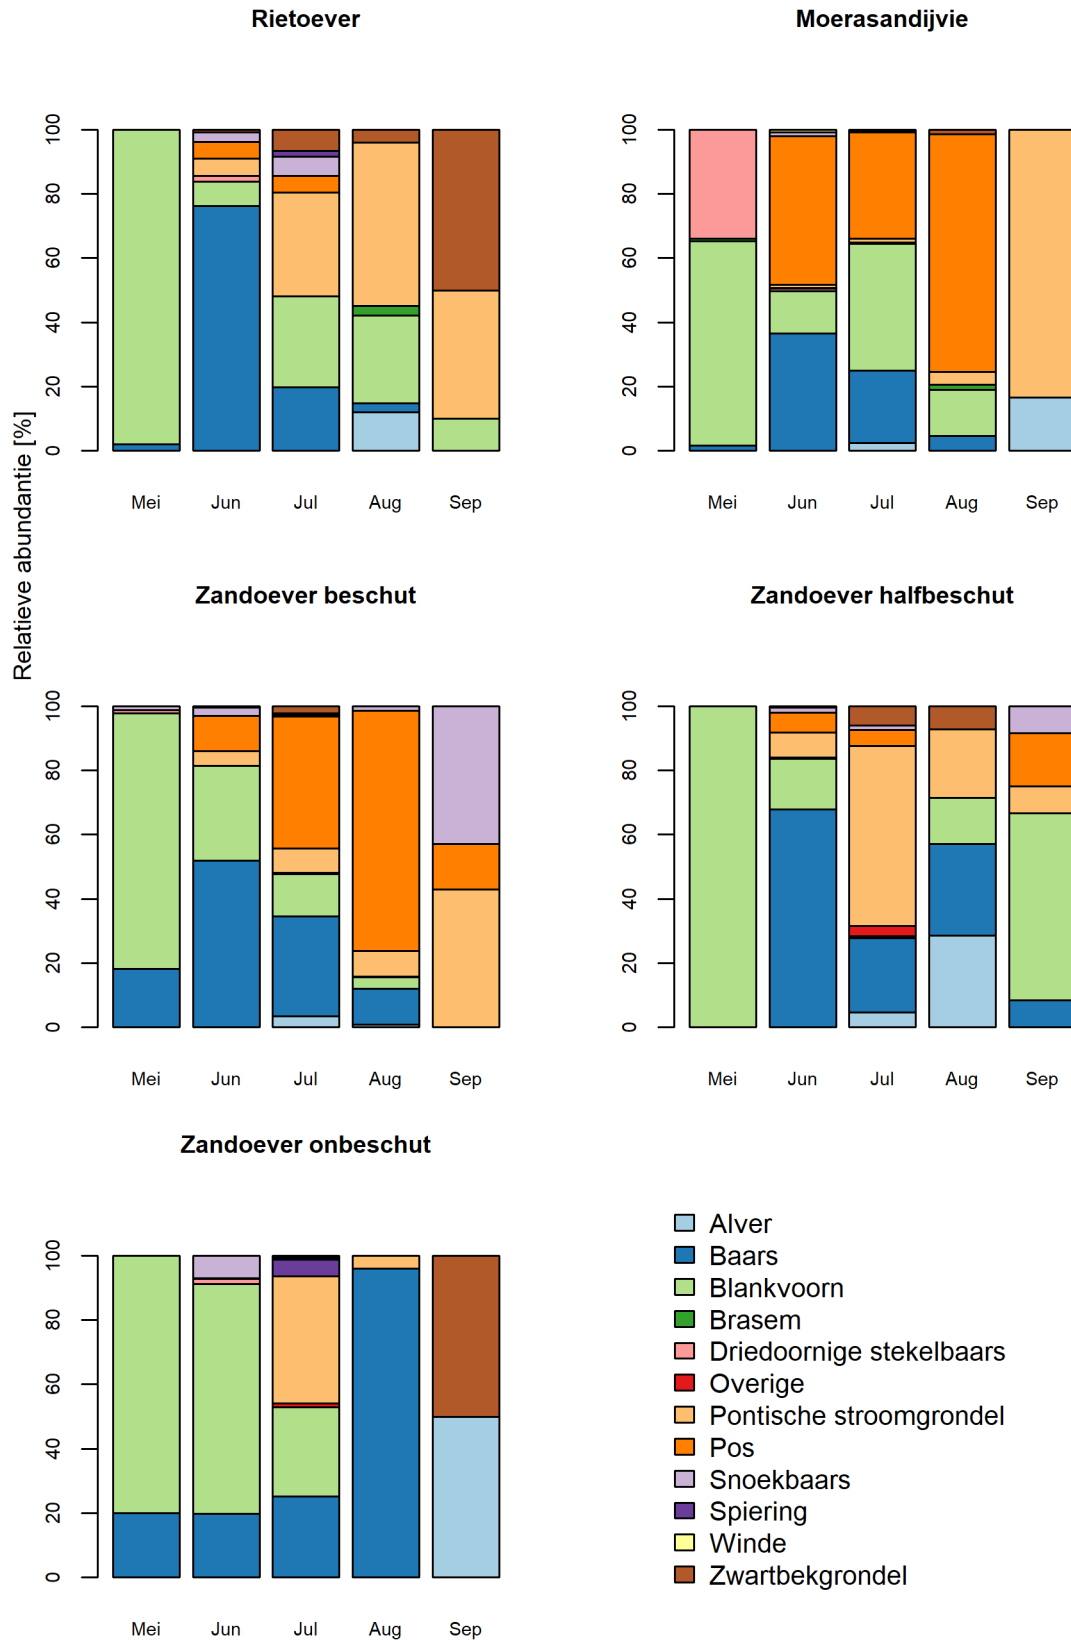 Rietoever
Moerasandijvie
Relatieve abundantie [%]
100
80
60
40
20
0
Mei Jun Jul Aug Sep
100
80
60
40
20
0
Mei Jun Jul Aug Sep
Zandoever beschut
Zandoever halfbeschut
100
80
60
40
20
0
Mei Jun Jul Aug Sep
100
80
60
40
20
0
Mei Jun Jul Aug Sep
Zandoever onbeschut
100
80
60
40
20
0
Mei Jun Jul Aug Sep
Alver
Baars
Blankvoorn
Brasem
Driedoornige stekelbaars
Overige
Pontische stroomgrondel
Pos
Snoekbaars
Spiering
Winde
Zwartbekgrondel